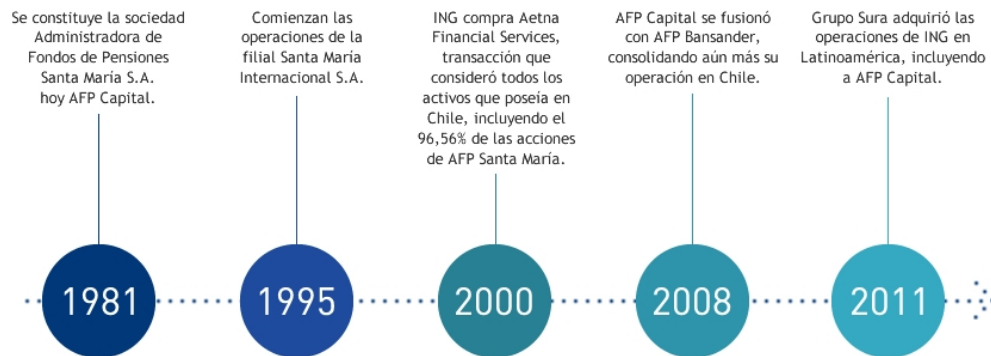 Se constituye la sociedad
Administradora de
Fondos de Pensiones
Santa María S.A.
hoy AFP Capital.
Comienzan las
operaciones de la
filial Santa María
Internacional S.A.
ING compra Aetna
Financial Services,
transacción que
consideró todos los
activos que poseía en
Chile, incluyendo el
96,56% de las acciones
de AFP Santa María.
AFP Capital se fusionó
con AFP Bansander,
consolidando aún más su
operación en Chile.
Grupo Sura adquirió las
operaciones de ING en
Latinoamérica, incluyendo
a AFP Capital.
1981
1995
2000
2008
2011